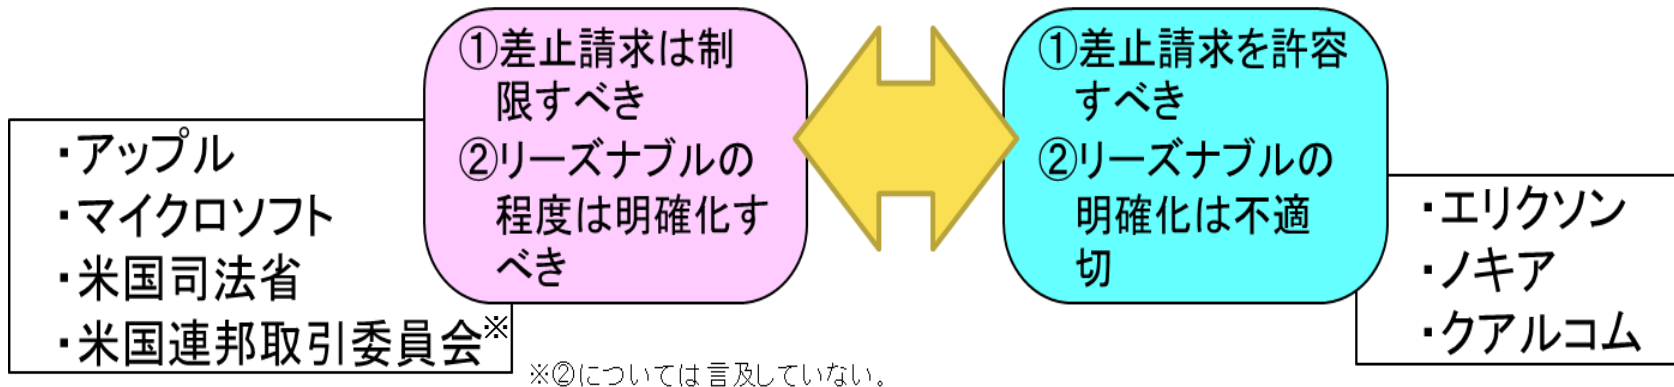 ①差止請求は制
限すべき
②リーズナブルの
程度は明確化す
べき
①差止請求を許容
すべき
②リーズナブルの
明確化は不適
切
・アップル
・マイクロソフト
・米国司法省
・米国連邦取引委員会※
・エリクソン
・ノキア
・クアルコム
※②については言及していない。